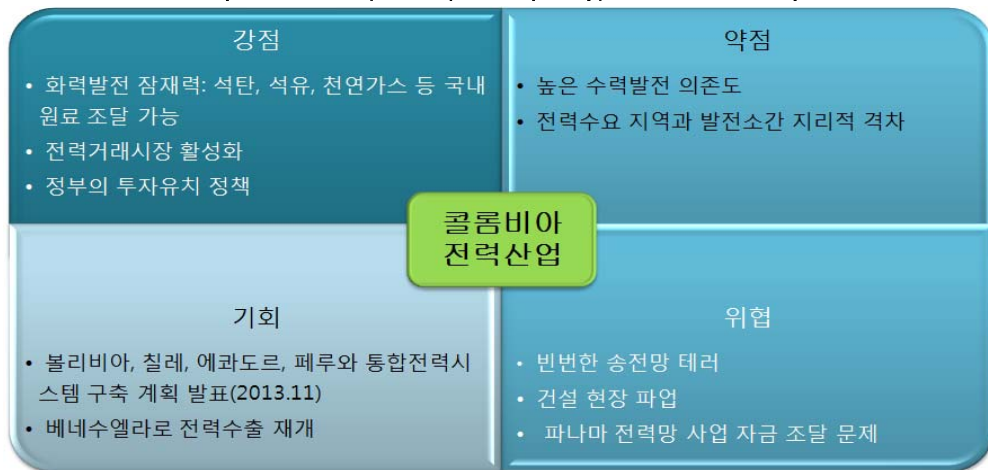 강점
• 화력발전 잠재력: 석탄, 석유, 천연가스 등 국내
원료 조달 가능
• 전력거래시장 활성화
• 정부의 투자유치 정책
약점
• 높은 수력발전 의존도
• 전력수요 지역과 발전소간 지리적 격차
콜롬비아
전력산업
기회
• 볼리비아, 칠레, 에콰도르, 페루와 통합전력시
스템 구축 계획 발표(2013.11)
• 베네수엘라로 전력수출 재개
위협
• 빈번한 송전망 테러
• 건설 현장 파업
• 파나마 전력망 사업 자금 조달 문제